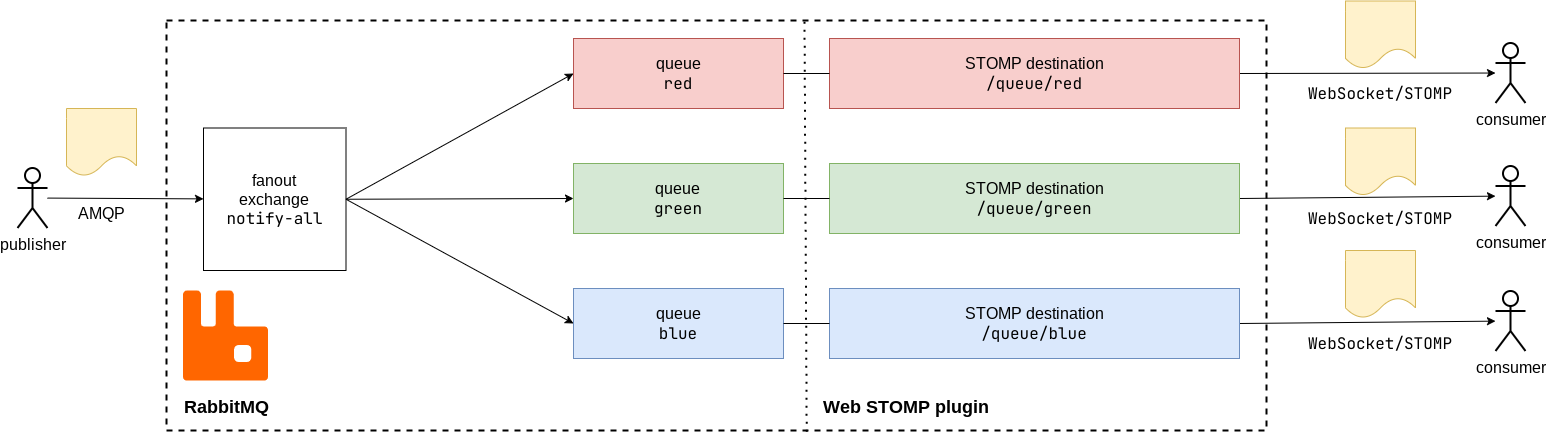 publisher
AMQP
fanout
exchange
notify-all
queue
red
STOMP destination
/queue/red
WebSocket/STOMP
consumer
queue
green
STOMP destination
/queue/green
WebSocket/STOMP
consumer
queue
blue
STOMP destination
/queue/blue
WebSocket/STOMP
consumer
RabbitMQ
Web STOMP plugin